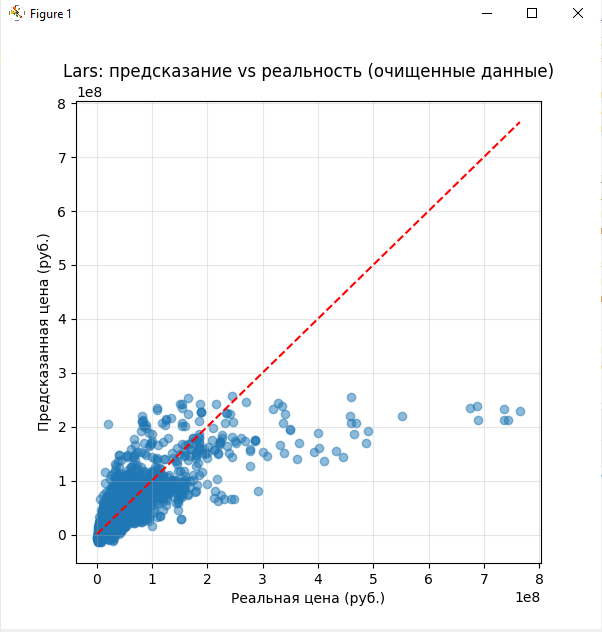 Figure 1
Lars: предсказание vs реальность (очищенные данные)
1e8
8
7
6
5
4
3
2
1
0
Предсказанная цена (руб.)
0 1 2 3 4 5 6 7 8
Реальная цена (руб.)
1e8